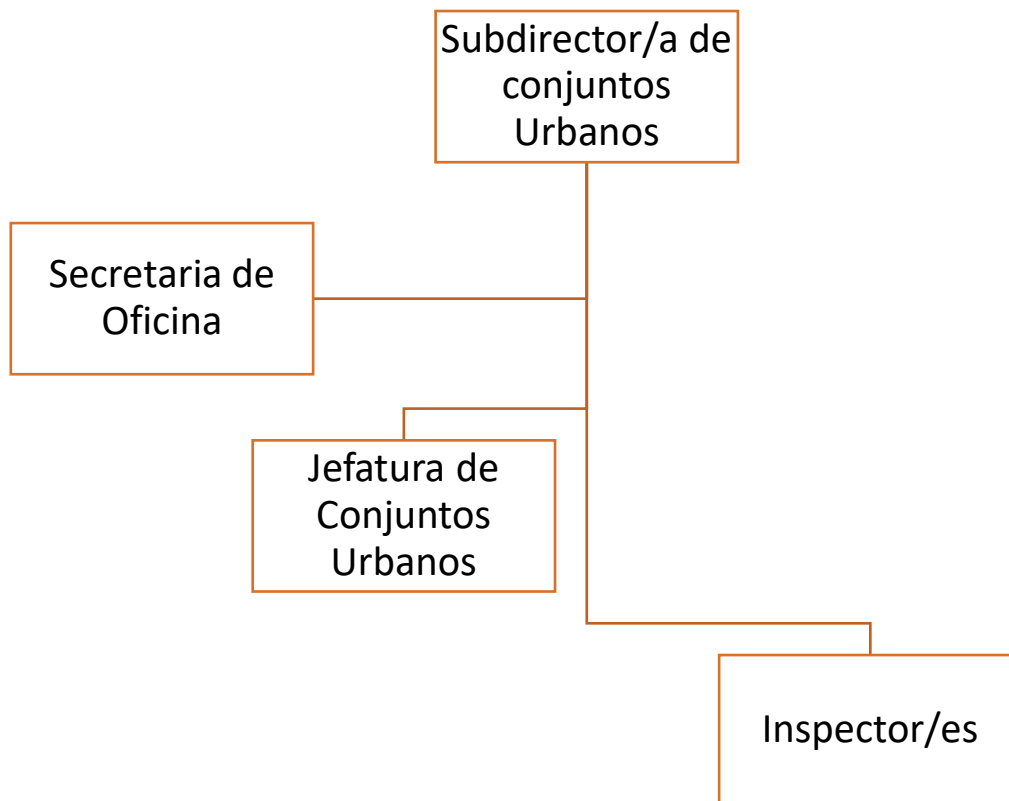 Subdirector/a de
conjuntos
Urbanos
Secretaria de
Oficina
Jefatura de
Conjuntos
Urbanos
Inspector/es